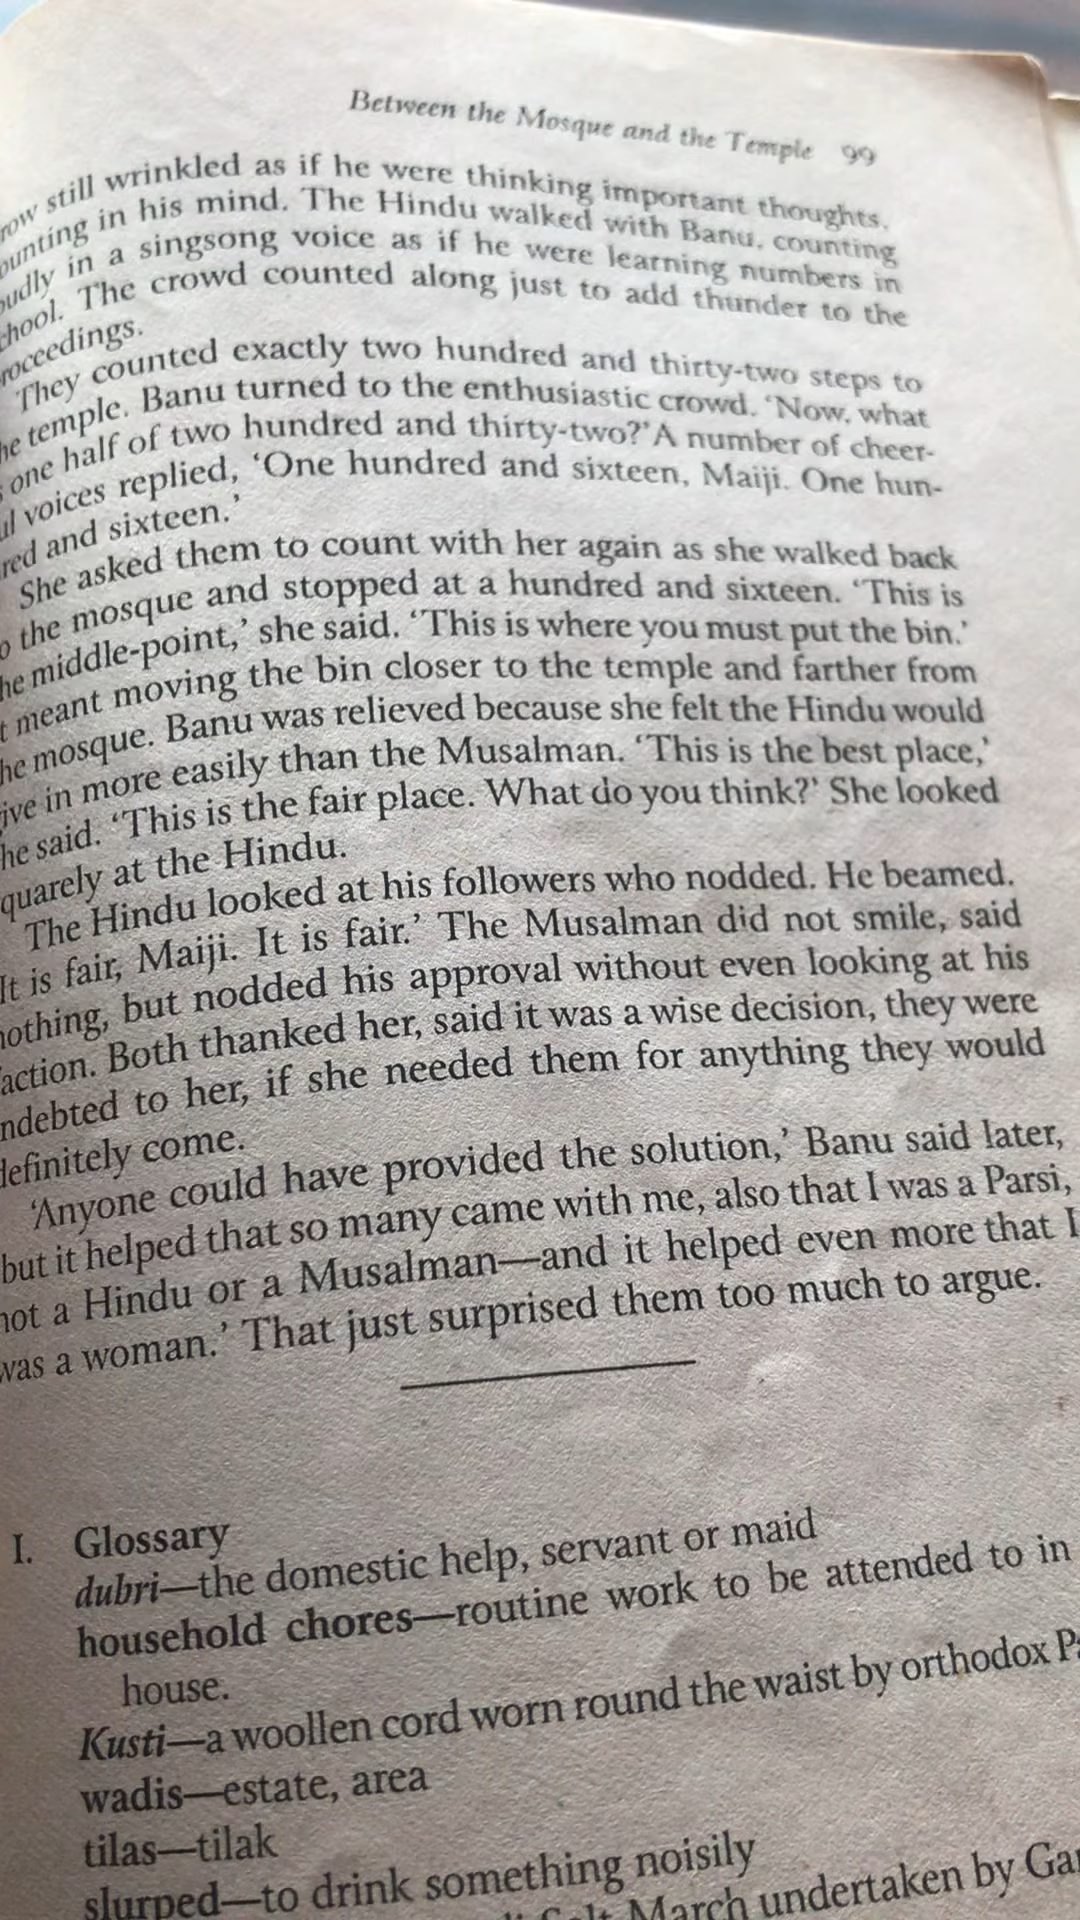 Between the Mosque and the Temple 99
row still wrinkled as if he were thinking important thoughts,
ounting in his mind. The Hindu walked with Banu, counting
oudly in a singsong voice as if he were learning numbers in
chool. The crowd counted along just to add thunder to the
roceedings.
They counted exactly two hundred and thirty-two steps to
he temple. Banu turned to the enthusiastic crowd. ‘Now, what
s one half of two hundred and thirty-two?’ A number of cheer-
ul voices replied, ‘One hundred and sixteen, Maiji. One hun-
red and sixteen.’
She asked them to count with her again as she walked back
o the mosque and stopped at a hundred and sixteen. ‘This is
he middle-point,’ she said. ‘This is where you must put the bin.’
t meant moving the bin closer to the temple and farther from
he mosque. Banu was relieved because she felt the Hindu would
ive in more easily than the Musalman. ‘This is the best place,’
he said. ‘This is the fair place. What do you think?’ She looked
quarely at the Hindu.
The Hindu looked at his followers who nodded. He beamed.
It is fair, Maiji. It is fair.’ The Musalman did not smile, said
nothing, but nodded his approval without even looking at his
action. Both thanked her, said it was a wise decision, they were
ndebted to her, if she needed them for anything they would
definitely come.
‘Anyone could have provided the solution,’ Banu said later,
but it helped that so many came with me, also that I was a Parsi,
not a Hindu or a Musalman—and it helped even more that I
was a woman.’ That just surprised them too much to argue.
I. Glossary
dubri—the domestic help, servant or maid
household chores—routine work to be attended to in
house.
Kusti—a woollen cord worn round the waist by orthodox Pa
wadis—estate, area
tilas—tilak
slurped—to drink something noisily
March undertaken by Gan